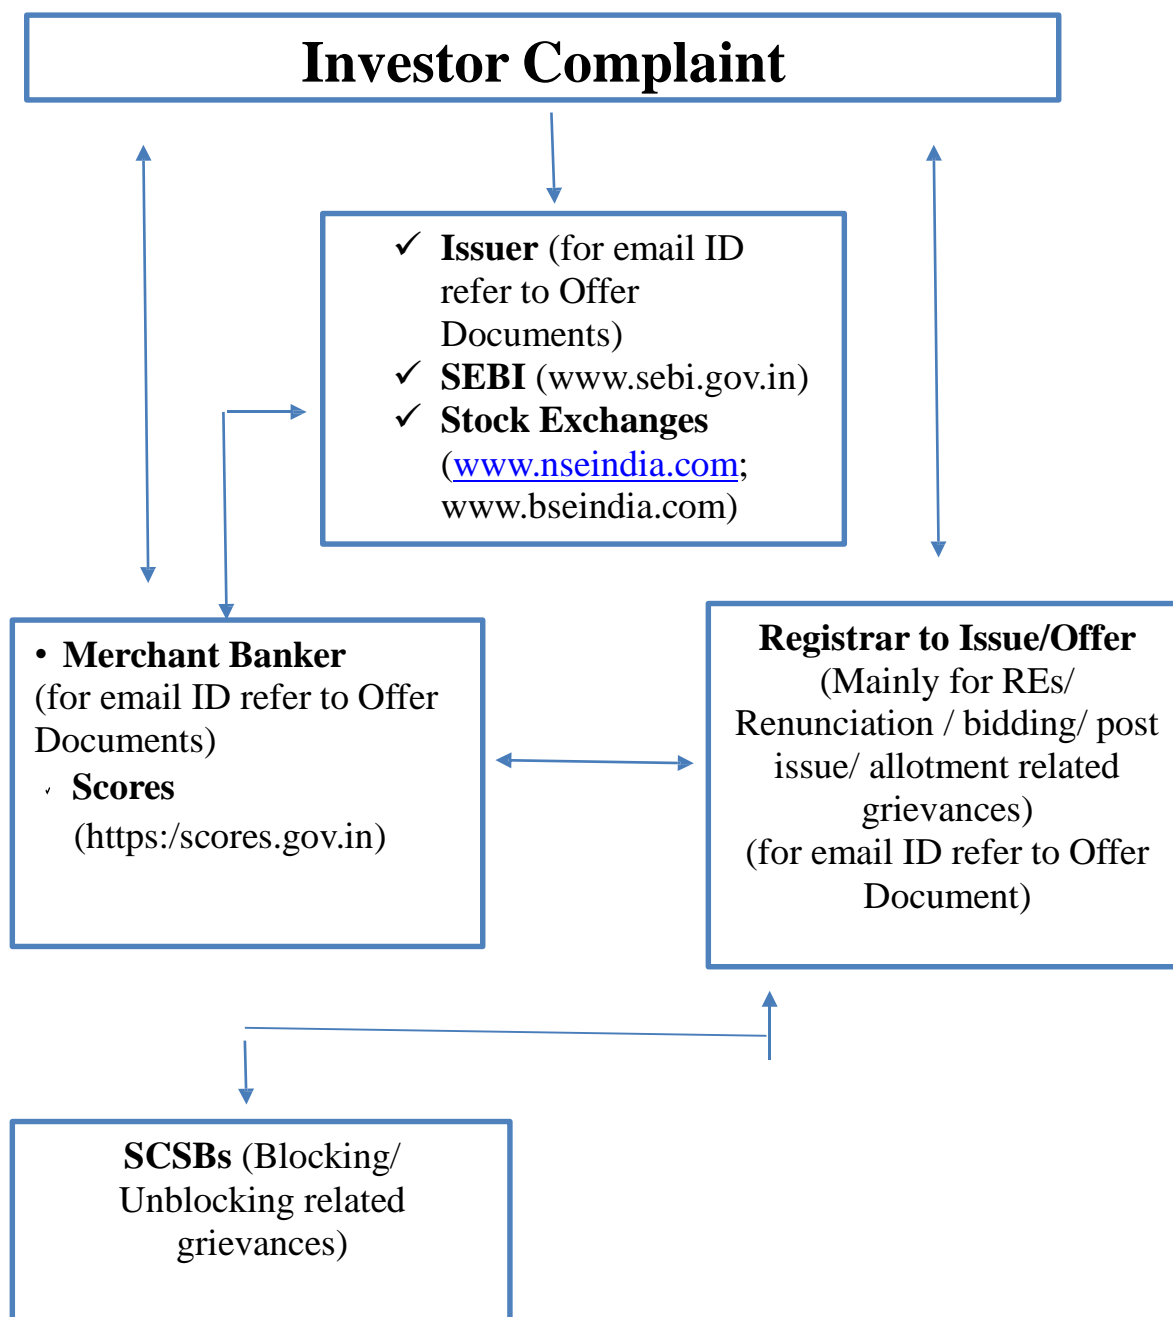 Investor Complaint
✓ Issuer (for email ID
refer to Offer
Documents)
✓ SEBI (www.sebi.gov.in)
✓ Stock Exchanges
(www.nseindia.com;
www.bseindia.com)
• Merchant Banker
(for email ID refer to Offer
Documents)
✓ Scores
(https:/scores.gov.in)
Registrar to Issue/Offer
(Mainly for REs/
Renunciation / bidding/ post
issue/ allotment related
grievances)
(for email ID refer to Offer
Document)
SCSBs (Blocking/
Unblocking related
grievances)